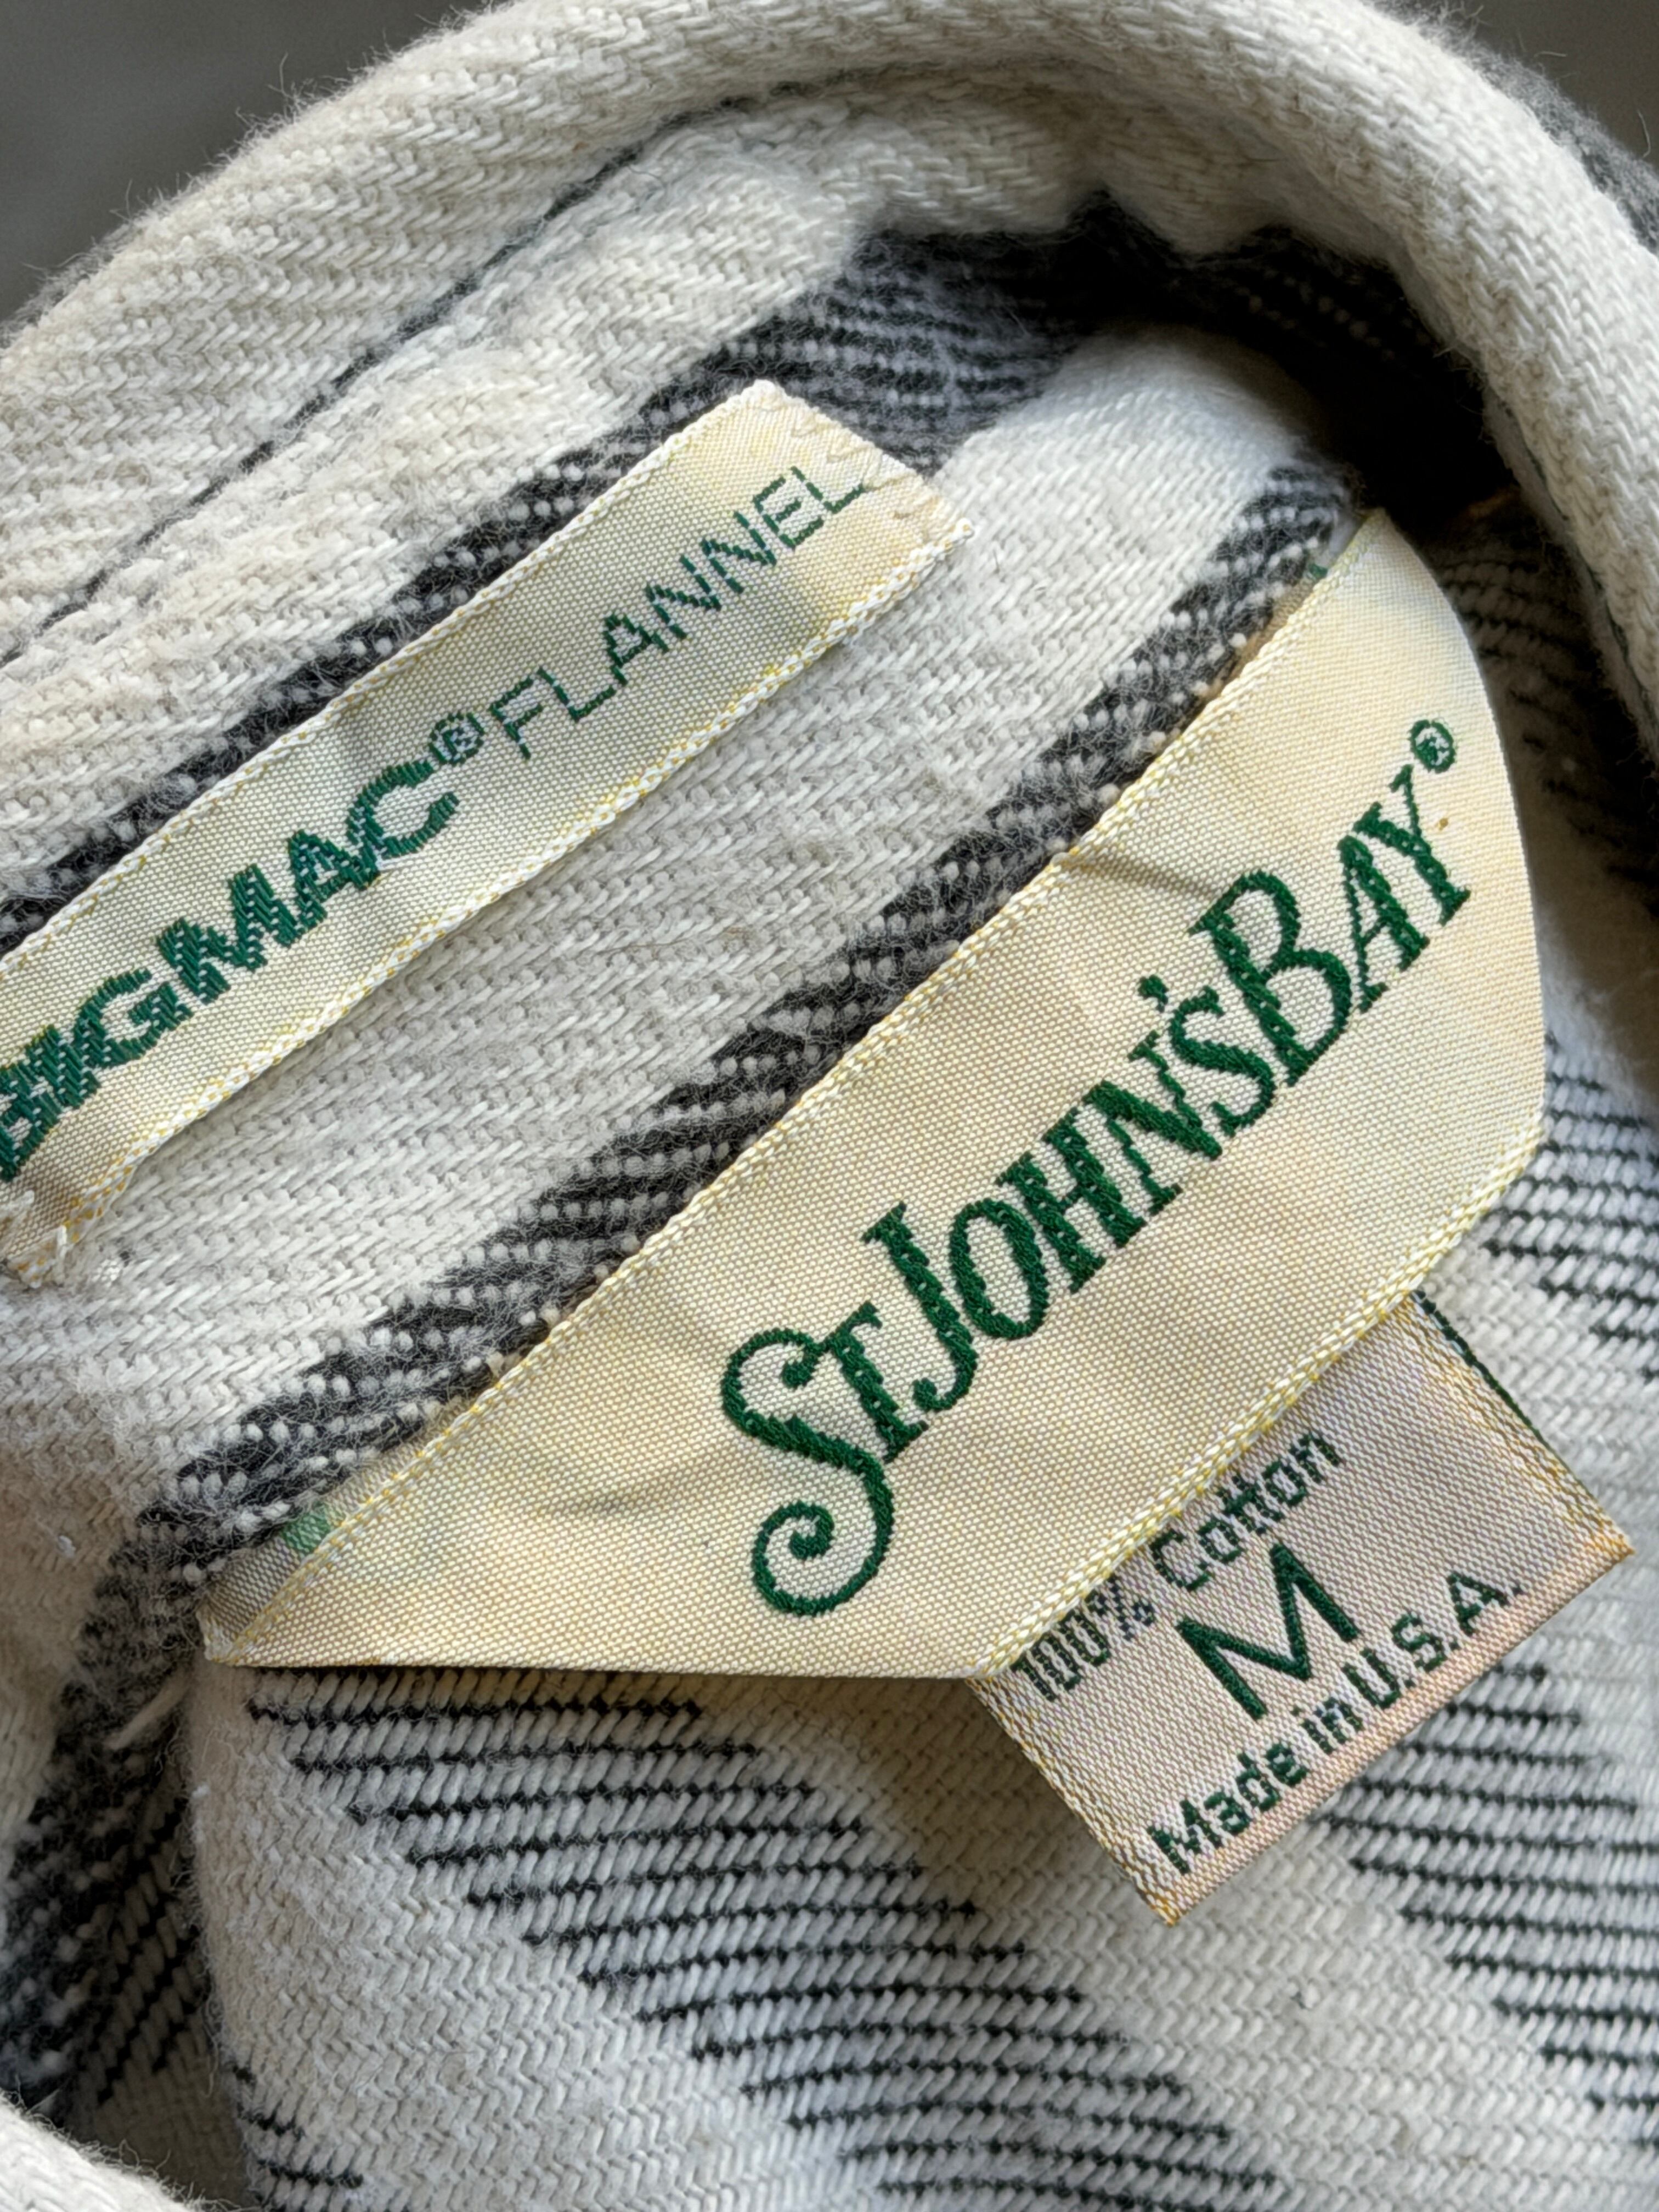 BIGMAC® FLANNEL
ST. JOHN'S BAY®
100% Cotton
M
Made in U.S.A.